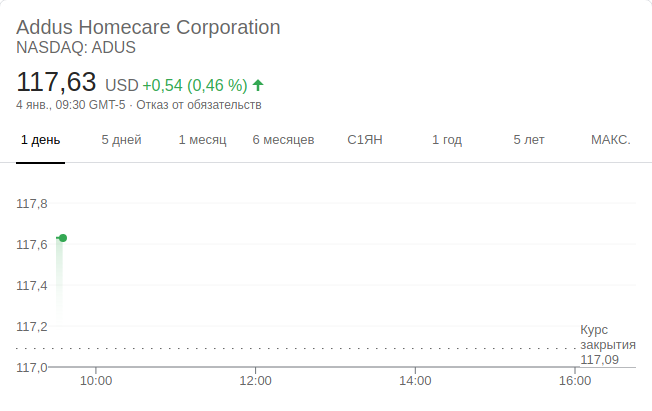 Addus Homecare Corporation
NASDAQ: ADUS
117,63 USD +0,54 (0,46 %)
4 янв., 09:30 GMT-5 · Отказ от обязательств
1 день 5 дней 1 месяц 6 месяцев С1ЯН 1 год 5 лет МАКС.
117,8
117,6
117,4
117,2
Курс
закрытия
117,09
117,0
10:00 12:00 14:00 16:00